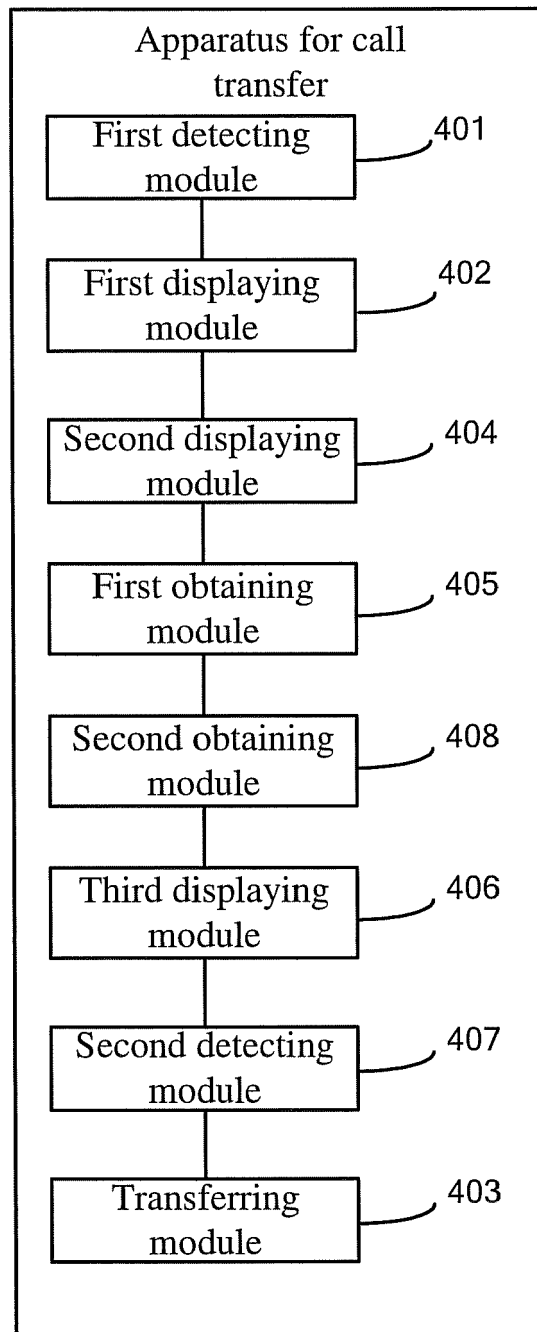 Apparatus for call
transfer
First detecting
module
401
First displaying
module
402
Second displaying
module
404
First obtaining
module
405
Second obtaining
module
408
Third displaying
module
406
Second detecting
module
407
Transferring
module
403